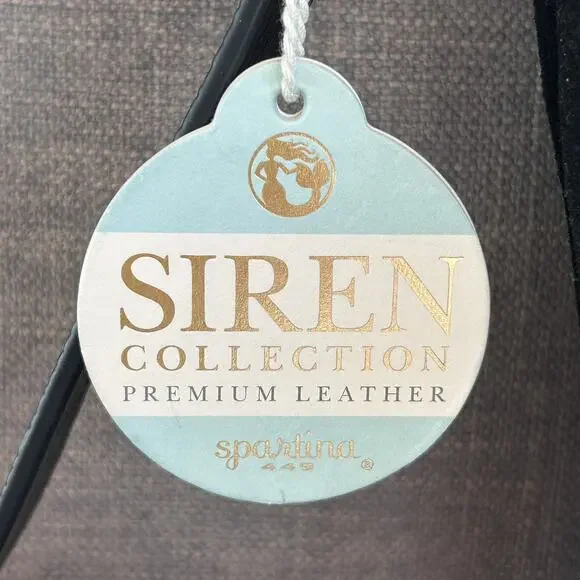 SIREN
COLLECTION
PREMIUM LEATHER
spartina
449 ®